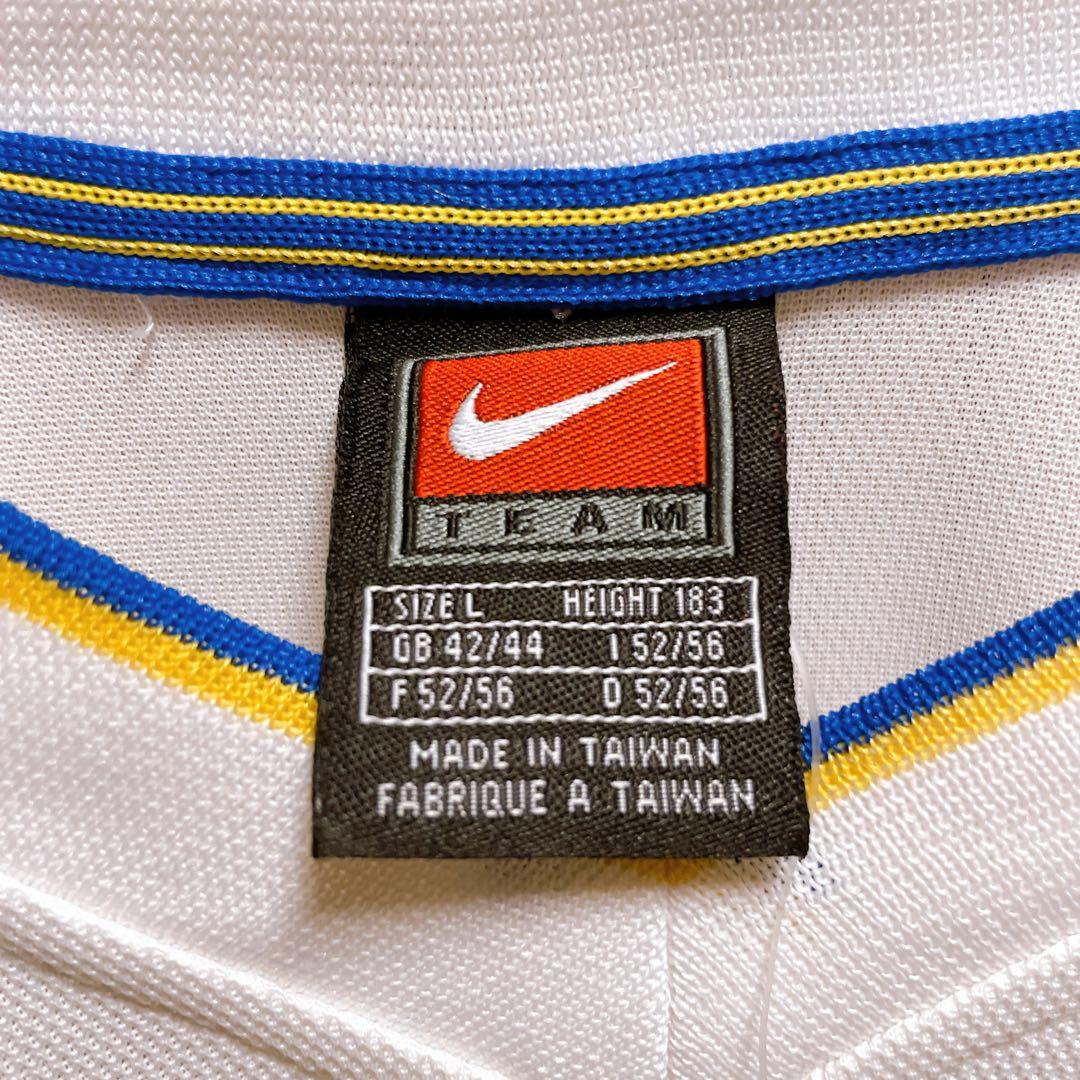 TEAM
SIZE L HEIGHT 183
GB 42/44 I 52/56
F 52/56 D 52/56
MADE IN TAIWAN
FABRIQUE A TAIWAN